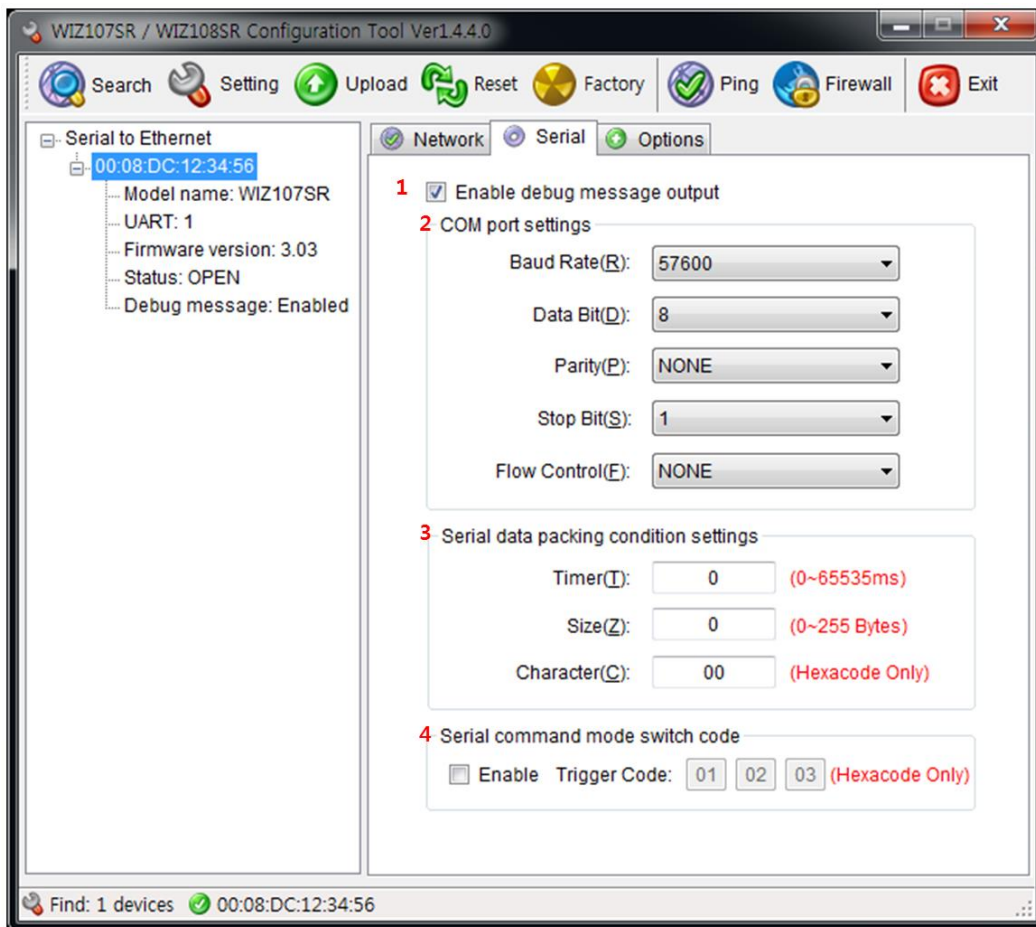 WIZ107SR / WIZ108SR Configuration Tool Ver1.4.4.0
Search Setting Upload Reset Factory Ping Firewall Exit
Serial to Ethernet
00:08:DC:12:34:56
Model name: WIZ107SR
UART: 1
Firmware version: 3.03
Status: OPEN
Debug message: Enabled
Network Serial Options
1 Enable debug message output
2 COM port settings
Baud Rate(R): 57600
Data Bit(D): 8
Parity(P): NONE
Stop Bit(S): 1
Flow Control(F): NONE
3 Serial data packing condition settings
Timer(T): 0 (0~65535ms)
Size(Z): 0 (0~255 Bytes)
Character(C): 00 (Hexacode Only)
4 Serial command mode switch code
Enable Trigger Code: 01 02 03 (Hexacode Only)
Find: 1 devices 00:08:DC:12:34:56